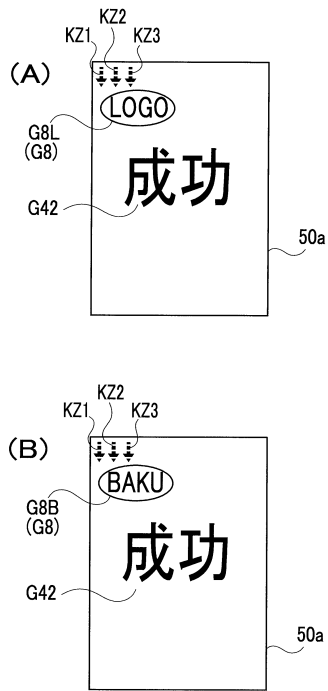 KZ2
KZ1 KZ3
(A)
LOGO
G8L
(G8)
成功
G42
50a
KZ2
KZ1 KZ3
(B)
BAKU
G8B
(G8)
成功
G42
50a